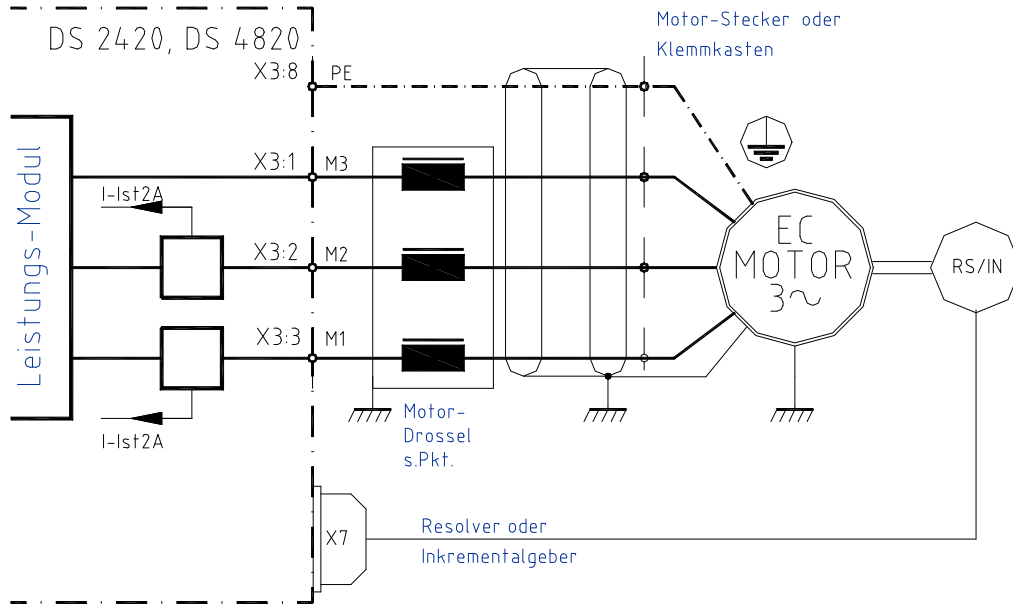 DS 2420, DS 4820
Motor-Stecker oder
Klemmkasten
X3:8
PE
Leistungs-Modul
X3:1
M3
I-Ist2A
X3:2
M2
EC
MOTOR
3~
RS/IN
X3:3
M1
I-Ist2A
Motor-
Drossel
s.Pkt.
X7
Resolver oder
Inkrementalgeber